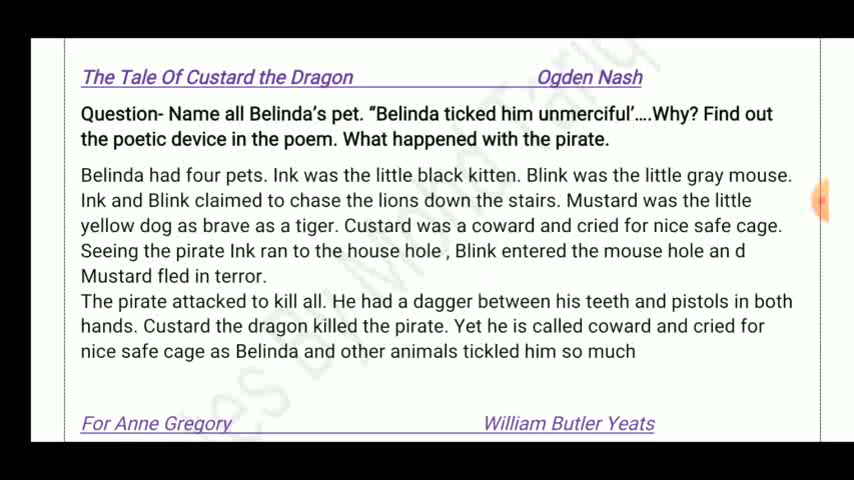 The Tale Of Custard the Dragon Ogden Nash
Question- Name all Belinda's pet. “Belinda ticked him unmerciful’....Why? Find out
the poetic device in the poem. What happened with the pirate.
Belinda had four pets. Ink was the little black kitten. Blink was the little gray mouse.
Ink and Blink claimed to chase the lions down the stairs. Mustard was the little
yellow dog as brave as a tiger. Custard was a coward and cried for nice safe cage.
Seeing the pirate Ink ran to the house hole , Blink entered the mouse hole an d
Mustard fled in terror.
The pirate attacked to kill all. He had a dagger between his teeth and pistols in both
hands. Custard the dragon killed the pirate. Yet he is called coward and cried for
nice safe cage as Belinda and other animals tickled him so much
For Anne Gregory William Butler Yeats